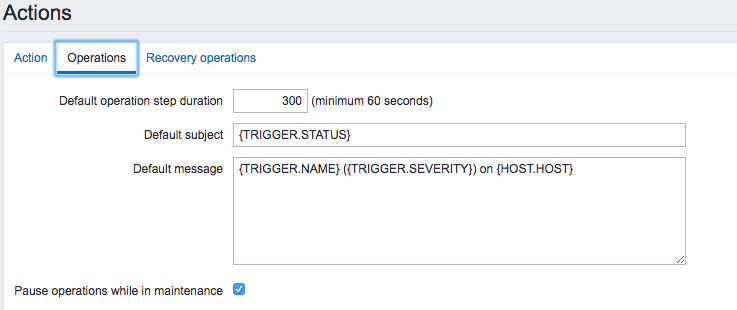 Actions
Action Operations Recovery operations
Default operation step duration 300 (minimum 60 seconds)
Default subject {TRIGGER.STATUS}
Default message {TRIGGER.NAME} ({TRIGGER.SEVERITY}) on {HOST.HOST}
Pause operations while in maintenance